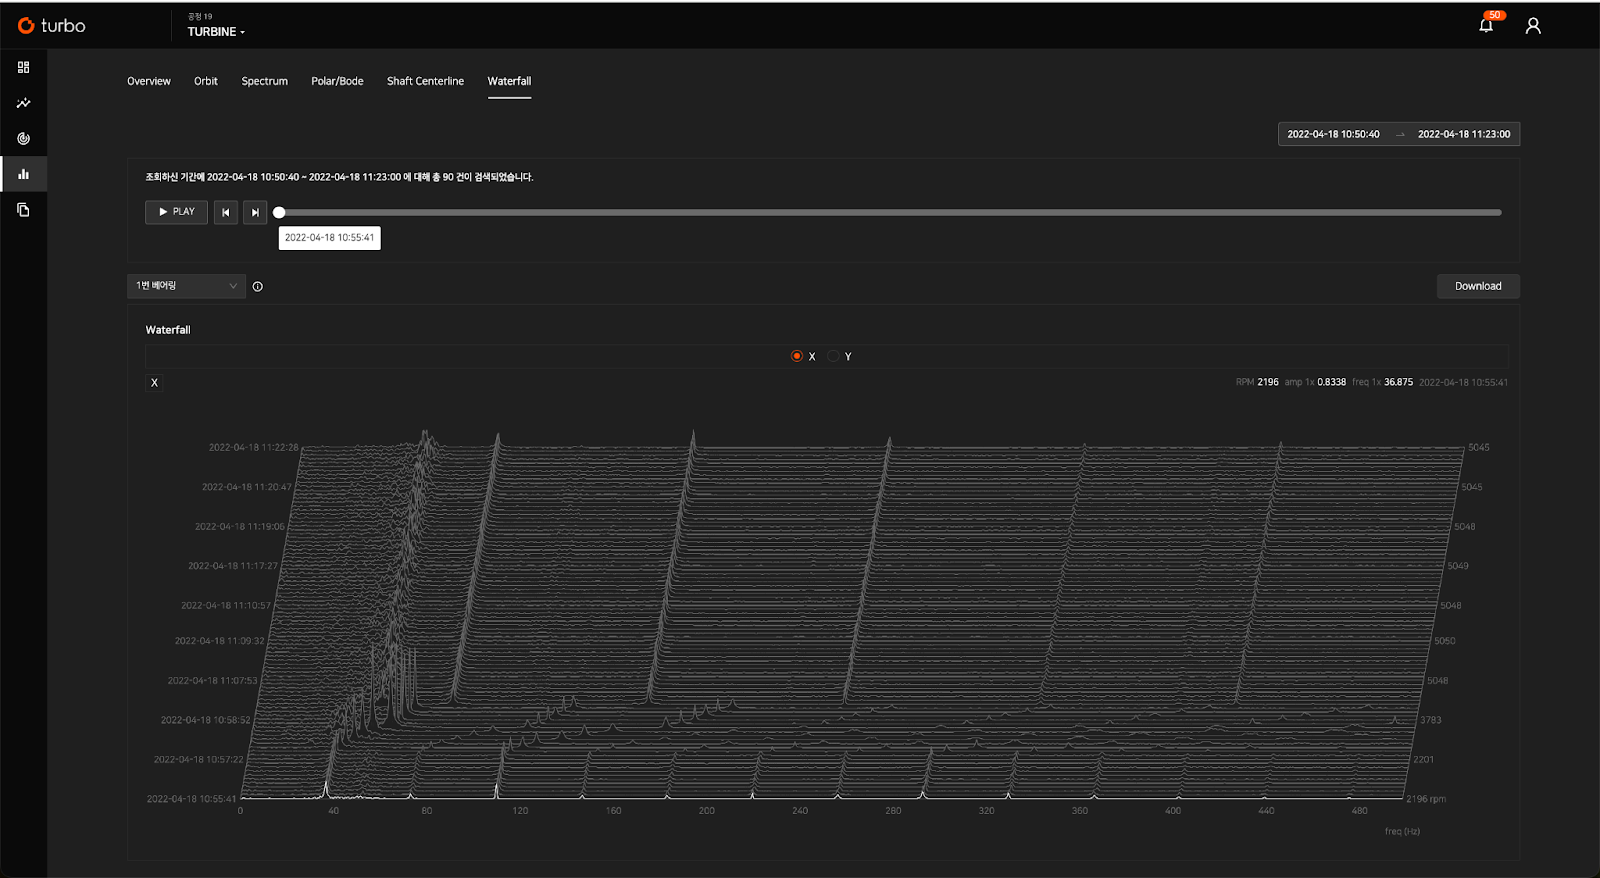 turbo
공정 19
TURBINE
50
Overview
Orbit
Spectrum
Polar/Bode
Shaft Centerline
Waterfall
2022-04-18 10:50:40 → 2022-04-18 11:23:00
조회하신 기간에 2022-04-18 10:50:40 ~ 2022-04-18 11:23:00 에 대해 총 90 건이 검색되었습니다.
PLAY
2022-04-18 10:55:41
1번 베어링
Download
Waterfall
X Y
X
RPM 2196 amp 1x 0.8338 freq 1x 36.875 2022-04-18 10:55:41
2022-04-18 11:22:28 5045
2022-04-18 11:20:47 5045
2022-04-18 11:19:06 5048
2022-04-18 11:17:27 5049
2022-04-18 11:10:57 5048
2022-04-18 11:09:32 5050
2022-04-18 11:07:53 5048
2022-04-18 10:58:52 3783
2022-04-18 10:57:22 2201
2022-04-18 10:55:41 2196 rpm
0 40 80 120 160 200 240 280 320 360 400 440 480
freq (Hz)